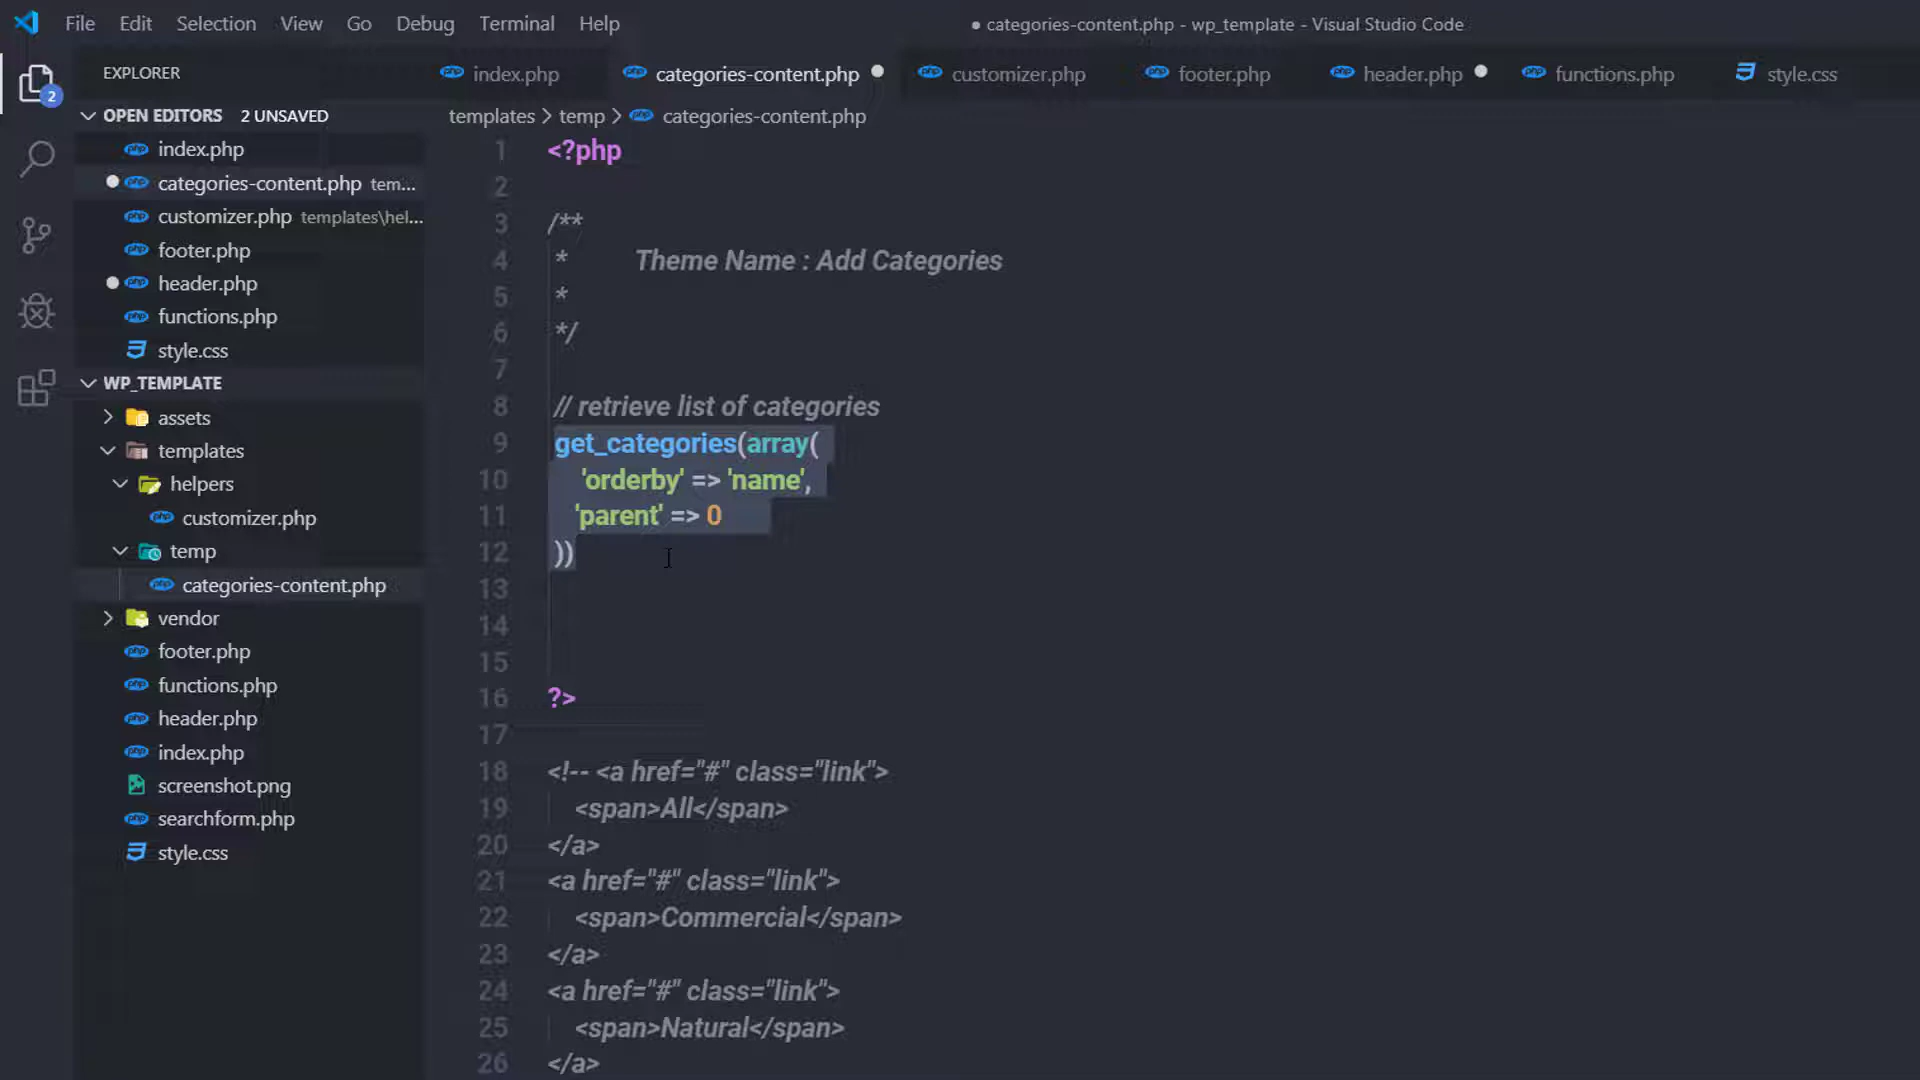 File Edit Selection View Go Debug Terminal Help
● categories-content.php - wp_template - Visual Studio Code
EXPLORER
2
OPEN EDITORS 2 UNSAVED
index.php
categories-content.php tem...
customizer.php templates\hel...
footer.php
header.php
functions.php
style.css
WP_TEMPLATE
assets
templates
helpers
customizer.php
temp
categories-content.php
vendor
footer.php
functions.php
header.php
index.php
screenshot.png
searchform.php
style.css
index.php categories-content.php customizer.php footer.php header.php functions.php style.css
templates > temp > categories-content.php
1 <?php
2
3 /**
4 * Theme Name : Add Categories
5 *
6 */
7
8 // retrieve list of categories
9 get_categories(array(
10 'orderby' => 'name',
11 'parent' => 0
12 ))
13
14
15
16 ?>
17
18 <!-- <a href="#" class="link">
19 <span>All</span>
20 </a>
21 <a href="#" class="link">
22 <span>Commercial</span>
23 </a>
24 <a href="#" class="link">
25 <span>Natural</span>
26 </a>